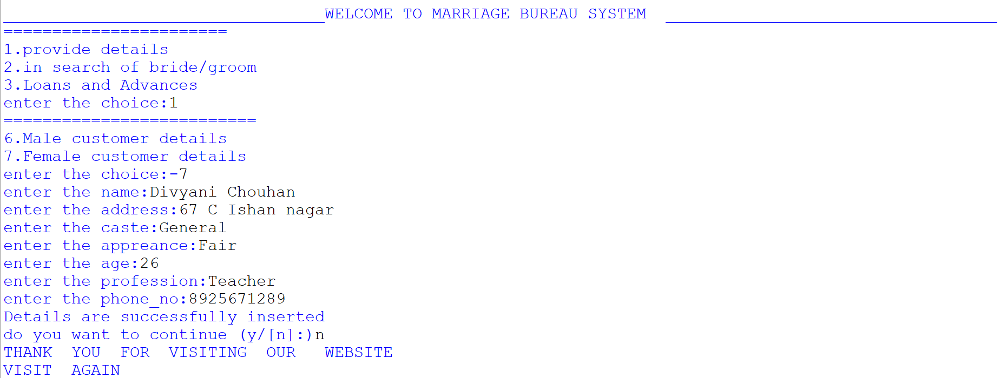 WELCOME TO MARRIAGE BUREAU SYSTEM
=======================
1.provide details
2.in search of bride/groom
3.Loans and Advances
enter the choice:1
==========================
6.Male customer details
7.Female customer details
enter the choice:-7
enter the name:Divyani Chouhan
enter the address:67 C Ishan nagar
enter the caste:General
enter the appreance:Fair
enter the age:26
enter the profession:Teacher
enter the phone_no:8925671289
Details are successfully inserted
do you want to continue (y/[n]:)n
THANK YOU FOR VISITING OUR WEBSITE
VISIT AGAIN